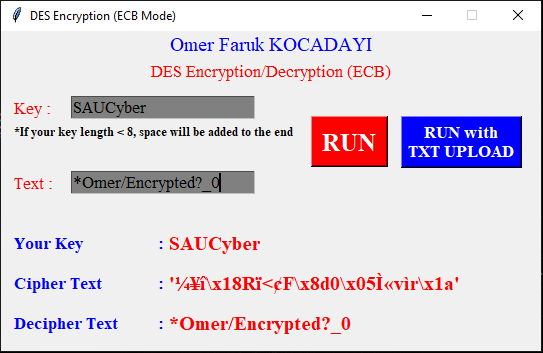 DES Encryption (ECB Mode)
Omer Faruk KOCADAYI
DES Encryption/Decryption (ECB)
Key : SAUCyber
*If your key length < 8, space will be added to the end
RUN
RUN with
TXT UPLOAD
Text : *Omer/Encrypted?_0
Your Key : SAUCyber
Cipher Text : '¼¥î\x18Rï<¢F\x8d0\x05Ì«vìr\x1a'
Decipher Text : *Omer/Encrypted?_0